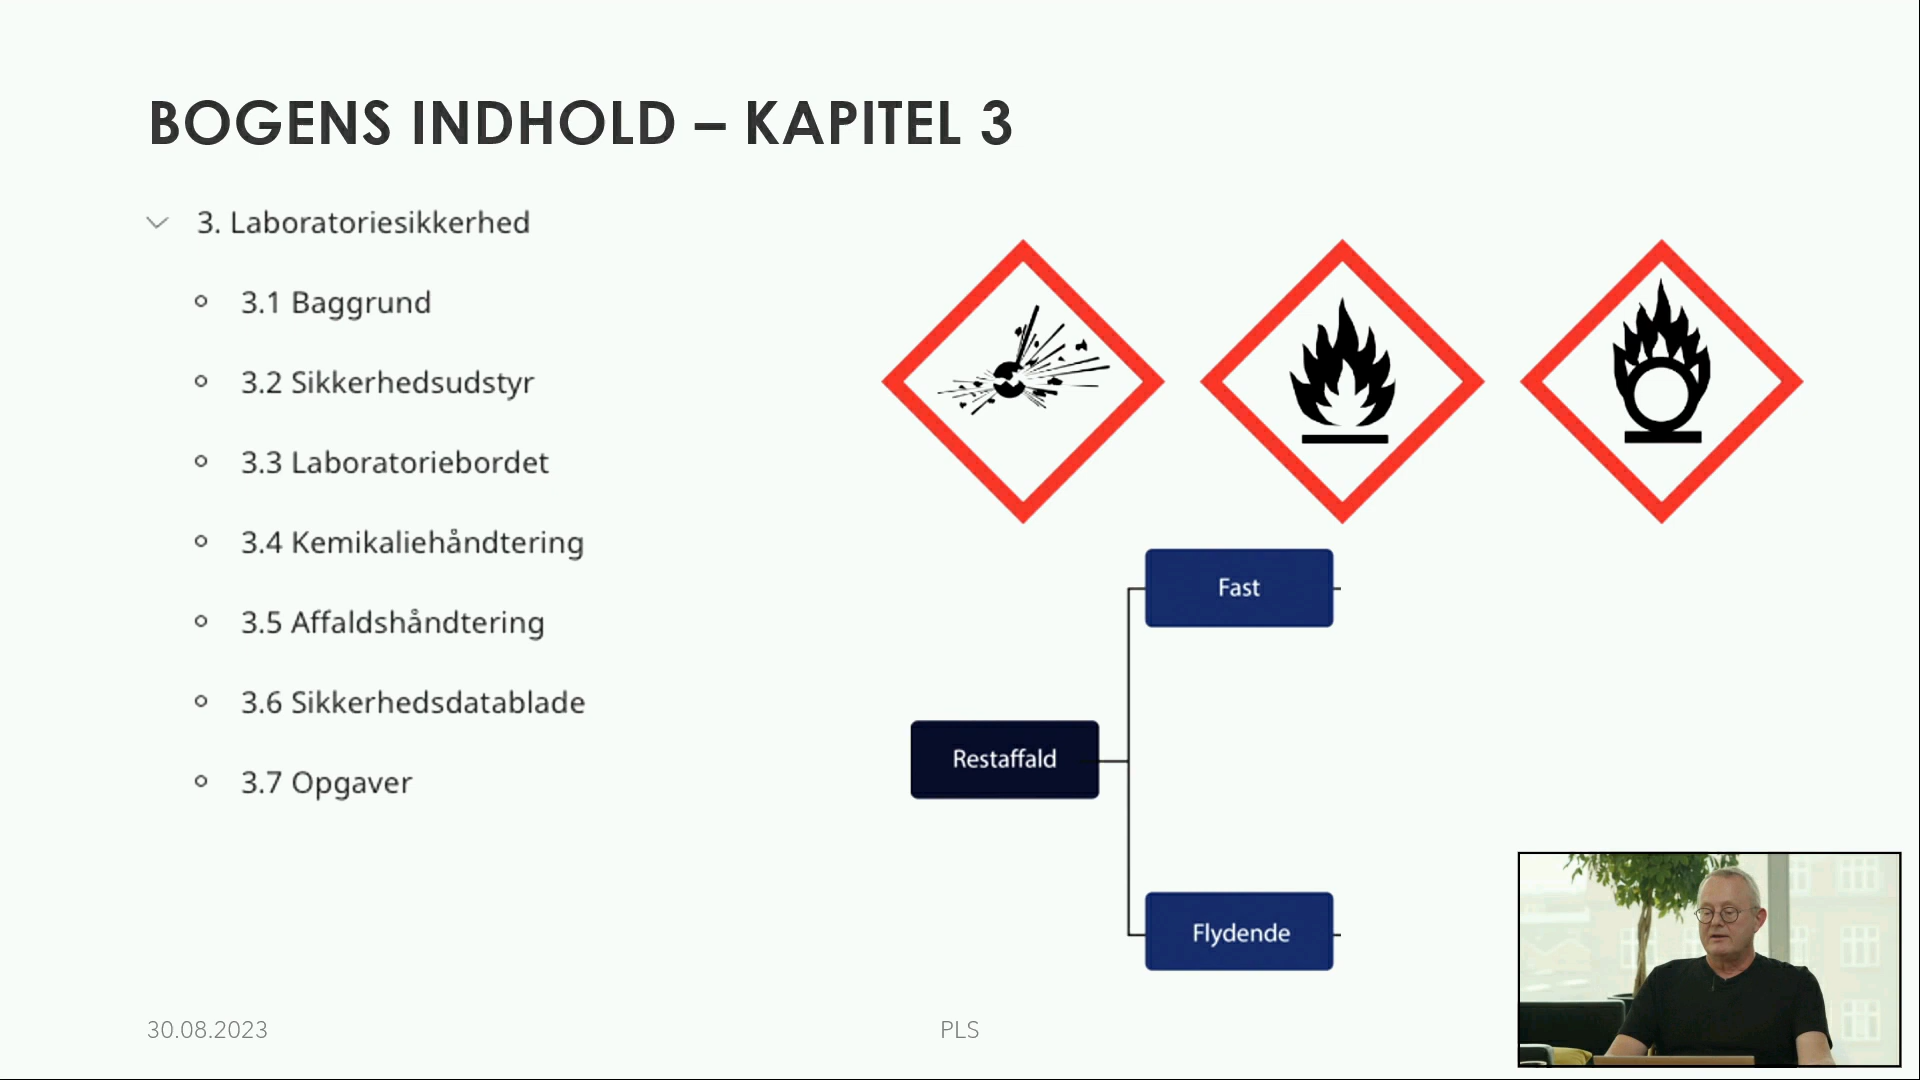 BOGENS INDHOLD – KAPITEL 3
3. Laboratoriesikkerhed
3.1 Baggrund
3.2 Sikkerhedsudstyr
3.3 Laboratoriebordet
3.4 Kemikaliehåndtering
3.5 Affaldshåndtering
3.6 Sikkerhedsdatablade
3.7 Opgaver
Fast
Restaffald
Flydende
30.08.2023
PLS